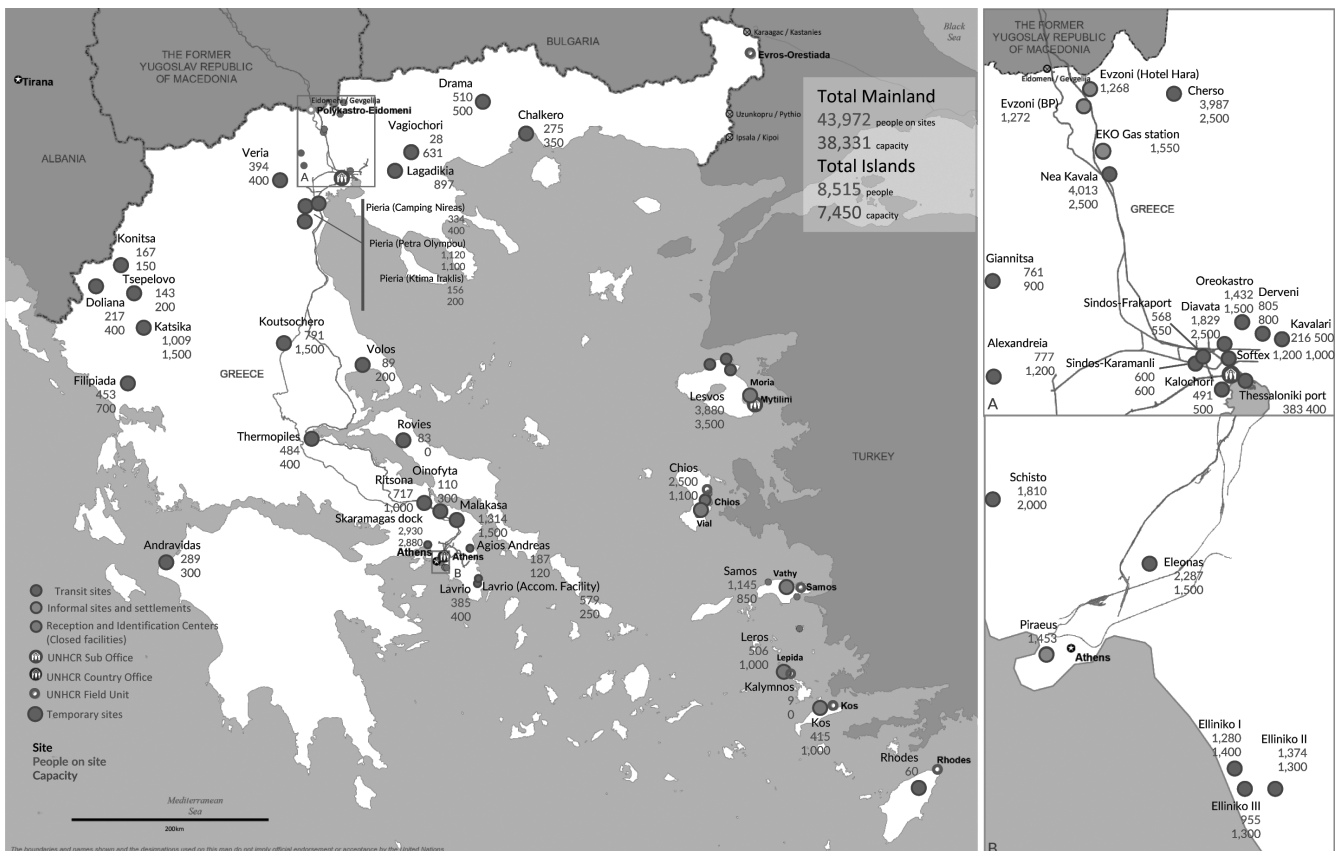 THE FORMER
YUGOSLAV REPUBLIC
OF MACEDONIA
BULGARIA
Black
Sea
Karaagac / Kastanies
Evros-Orestiada
Tirana
ALBANIA
Eidomeni / Gevgelija
Polykastro-Eidomeni
Drama
510
500
Chalkero
275
350
Vagiochori
28
631
Lagadikia
897
Veria
394
400
A
Uzunkopru / Pythio
Ipsala / Kipoi
Total Mainland
43,972 people on sites
38,331 capacity
Total Islands
8,515 people
7,450 capacity
Pieria (Camping Nireas)
334
400
Pieria (Petra Olympou)
1,120
1,100
Pieria (Ktima Iraklis)
156
200
Konitsa
167
150
Tsepelovo
143
200
Doliana
217
400
Katsika
1,009
1,500
Koutsochero
791
1,500
Volos
89
200
GREECE
Filipiada
453
700
Thermopiles
484
400
Rovies
83
0
Oinofyta
110
300
Ritsona
717
1,000
Malakasa
1,314
1,500
Skaramagas dock
2,930
2,880
Athens
Athens
B
Agios Andreas
187
120
Lavrio (Accom. Facility)
579
250
Lavrio
385
400
Andravidas
289
300
Moria
Mytilini
Lesvos
3,880
3,500
TURKEY
Chios
2,500
1,100
Chios
Vial
Samos
1,145
850
Vathy
Samos
Leros
506
1,000
Lepida
Kalymnos
9
0
Kos
Kos
415
1,000
Rhodes
60
Rhodes
Transit sites
Informal sites and settlements
Reception and Identification Centers
(Closed facilities)
UNHCR Sub Office
UNHCR Country Office
UNHCR Field Unit
Temporary sites
Site
People on site
Capacity
Mediterranean
Sea
200km
The boundaries and names shown and the designations used on this map do not imply official endorsement or acceptance by the United Nations
THE FORMER
YUGOSLAV REPUBLIC
OF MACEDONIA
Eidomeni / Gevgelija
Evzoni (Hotel Hara)
1,268
Evzoni (BP)
1,272
Cherso
3,987
2,500
EKO Gas station
1,550
Nea Kavala
4,013
2,500
GREECE
Giannitsa
761
900
Sindos-Frakaport
568
550
Oreokastro
1,432
1,500
Diavata
1,829
2,500
Derveni
805
800
Kavalari
216 500
Softex 1,200 1,000
Alexandreia
777
1,200
Sindos-Karamanli
600
600
Kalochori
491
500
Thessaloniki port
383 400
A
Schisto
1,810
2,000
Eleonas
2,287
1,500
Piraeus
1,453
Athens
Elliniko I
1,280
1,400
Elliniko II
1,374
1,300
Elliniko III
955
1,300
B